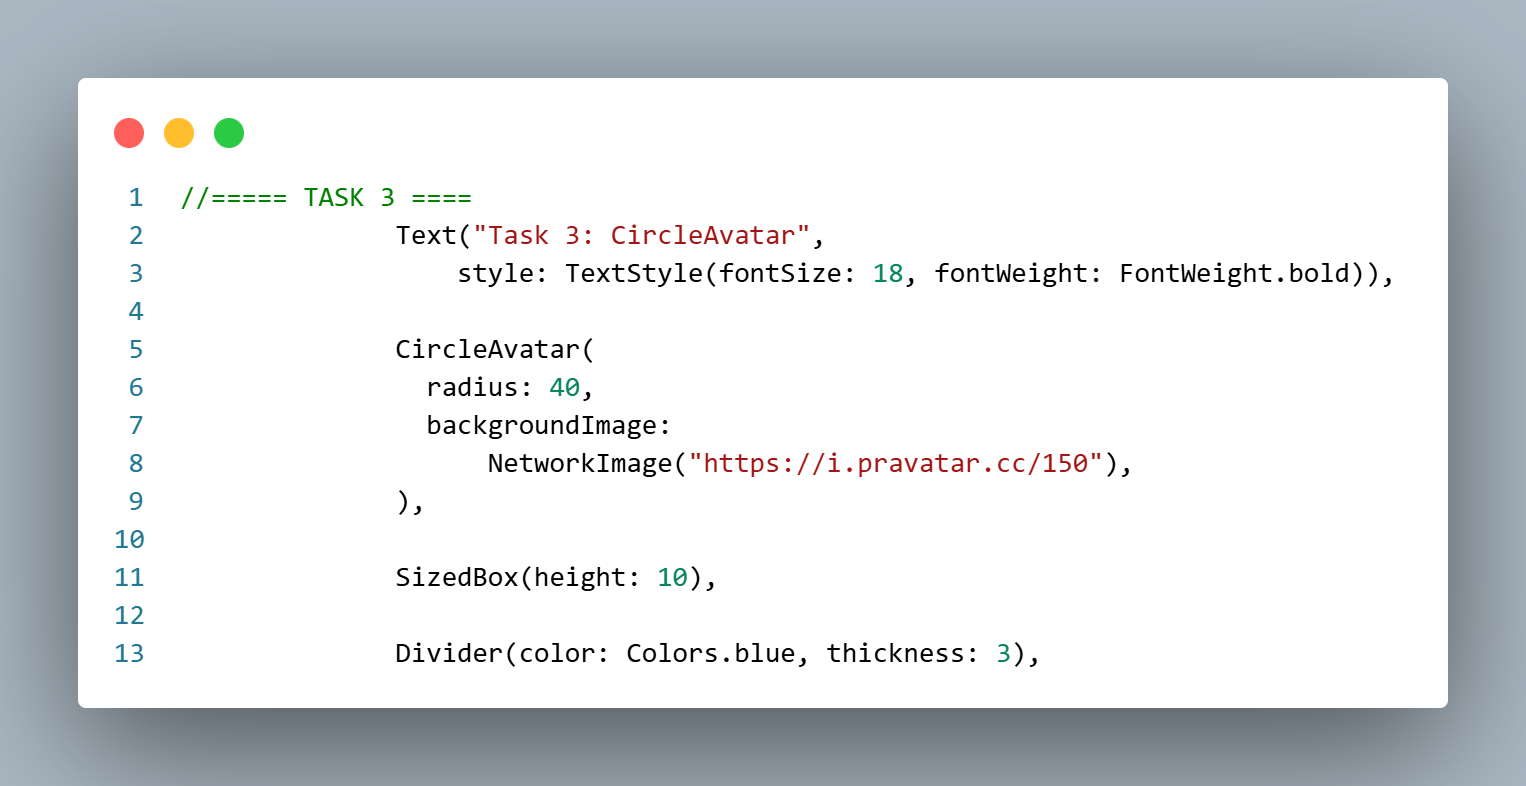 1 //===== TASK 3 ====
2 Text("Task 3: CircleAvatar",
3 style: TextStyle(fontSize: 18, fontWeight: FontWeight.bold)),
4
5 CircleAvatar(
6 radius: 40,
7 backgroundImage:
8 NetworkImage("https://i.pravatar.cc/150"),
9 ),
10
11 SizedBox(height: 10),
12
13 Divider(color: Colors.blue, thickness: 3),